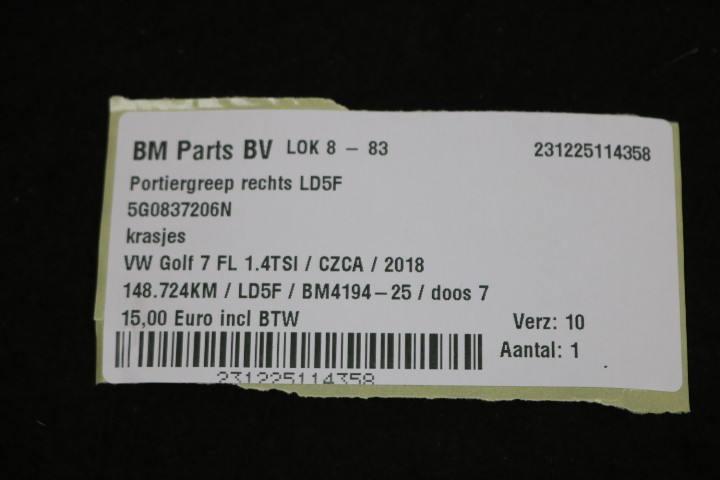 BM Parts BV LOK 8 – 83 231225114358
Portiergreep rechts LD5F
5G0837206N
krasjes
VW Golf 7 FL 1.4TSI / CZCA / 2018
148.724KM / LD5F / BM4194–25 / doos 7
15,00 Euro incl BTW Verz: 10
Aantal: 1
231225114358